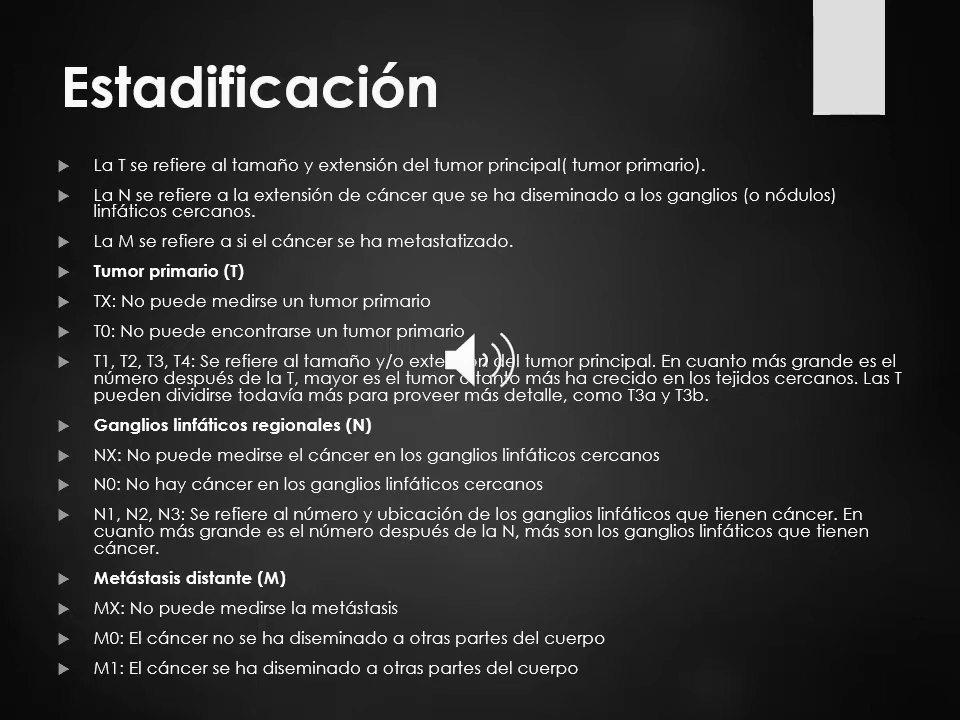 Estadificación
La T se refiere al tamaño y extensión del tumor principal( tumor primario).
La N se refiere a la extensión de cáncer que se ha diseminado a los ganglios (o nódulos)
linfáticos cercanos.
La M se refiere a si el cáncer se ha metastatizado.
Tumor primario (T)
TX: No puede medirse un tumor primario
T0: No puede encontrarse un tumor primario
T1, T2, T3, T4: Se refiere al tamaño y/o extensión del tumor principal. En cuanto más grande es el
número después de la T, mayor es el tumor o tanto más ha crecido en los tejidos cercanos. Las T
pueden dividirse todavía más para proveer más detalle, como T3a y T3b.
Ganglios linfáticos regionales (N)
NX: No puede medirse el cáncer en los ganglios linfáticos cercanos
N0: No hay cáncer en los ganglios linfáticos cercanos
N1, N2, N3: Se refiere al número y ubicación de los ganglios linfáticos que tienen cáncer. En
cuanto más grande es el número después de la N, más son los ganglios linfáticos que tienen
cáncer.
Metástasis distante (M)
MX: No puede medirse la metástasis
M0: El cáncer no se ha diseminado a otras partes del cuerpo
M1: El cáncer se ha diseminado a otras partes del cuerpo